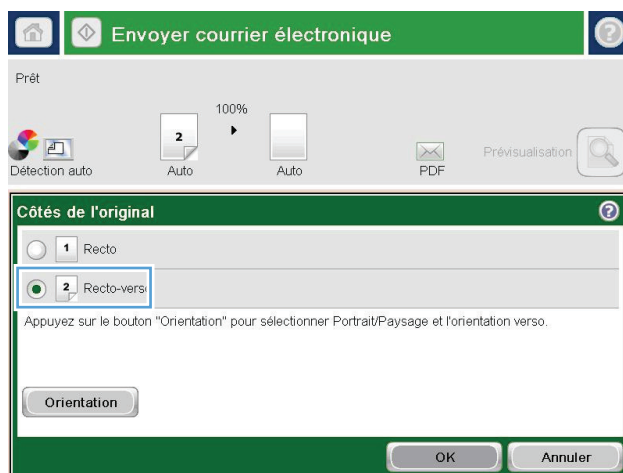 Envoyer courrier électronique
Prêt
100%
2
Détection auto
Auto
Auto
PDF
Prévisualisation
Côtés de l'original
1 Recto
2 Recto-vers
Appuyez sur le bouton "Orientation" pour sélectionner Portrait/Paysage et l'orientation verso.
Orientation
OK
Annuler